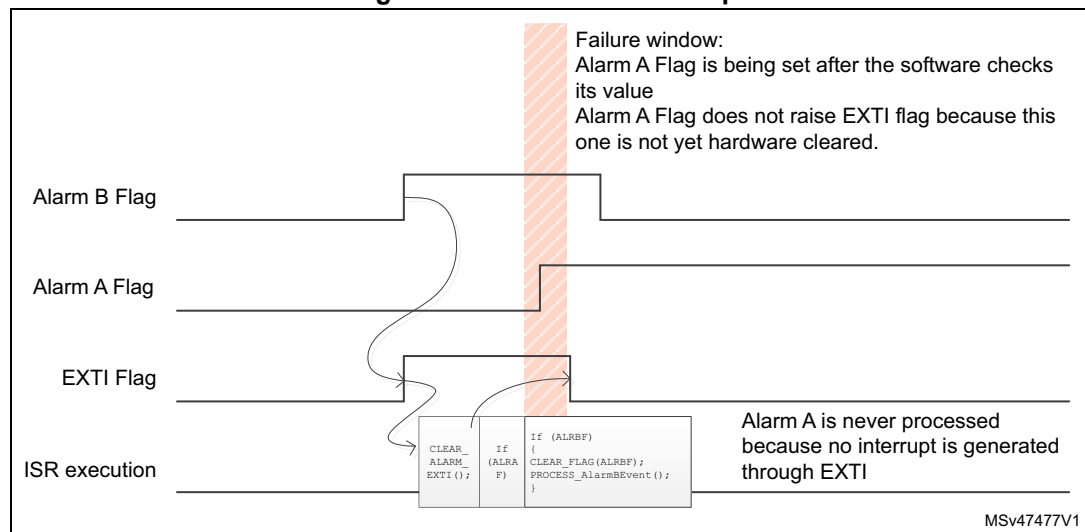 Failure window:
Alarm A Flag is being set after the software checks
its value
Alarm A Flag does not raise EXTI flag because this
one is not yet hardware cleared.
Alarm B Flag
Alarm A Flag
EXTI Flag
ISR execution
CLEAR_
ALARM_
EXTI();
If
(ALRA
F)
If (ALRBF)
{
CLEAR_FLAG(ALRBF);
PROCESS_AlarmBEvent();
}
Alarm A is never processed
because no interrupt is generated
through EXTI
MSv47477V1